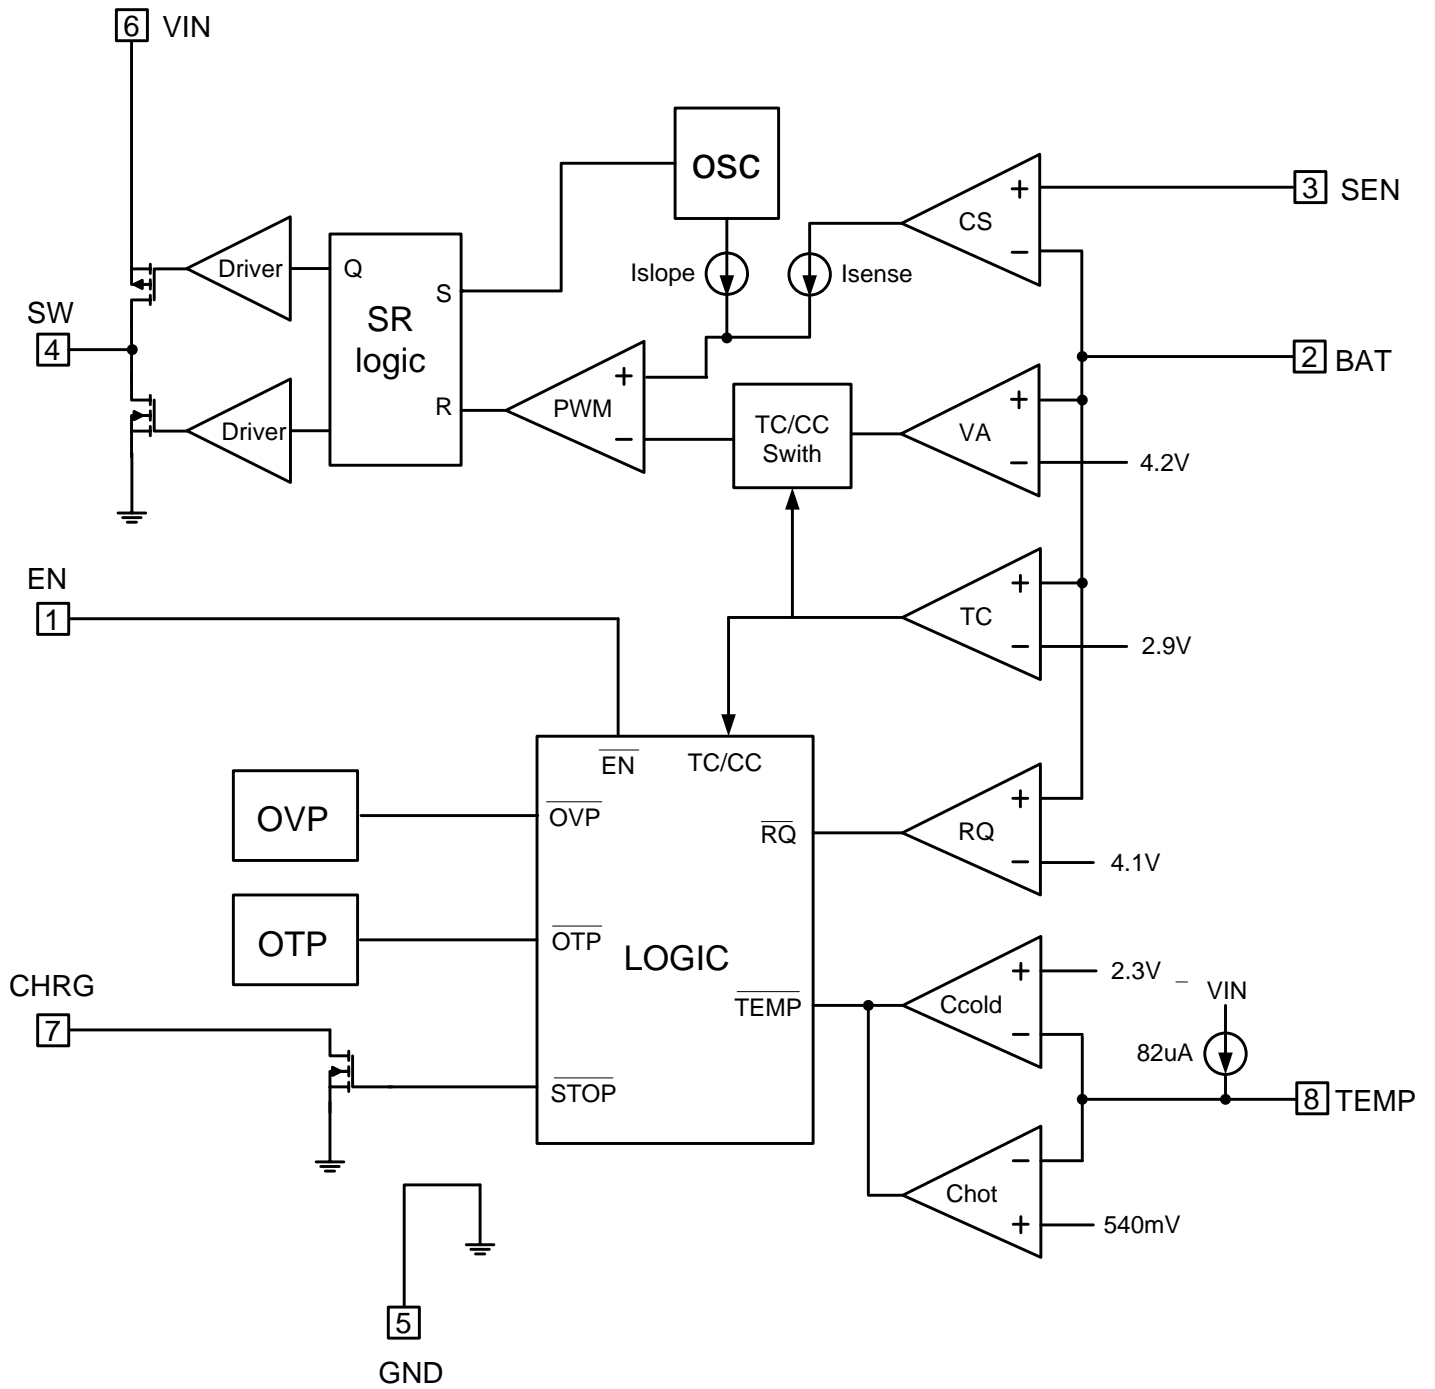 6 VIN
OSC
3 SEN
+
CS
−
Driver
Q
Islope
Isense
S
SW
SR
logic
4
2 BAT
+
PWM
−
R
Driver
TC/CC
Swith
+
VA
−
4.2V
EN
1
+
TC
−
2.9V
EN
TC/CC
OVP
OVP
RQ
+
RQ
−
4.1V
OTP
OTP
LOGIC
CHRG
7
TEMP
+
Ccold
−
2.3V
_
VIN
82uA
STOP
8 TEMP
−
Chot
+
540mV
5
GND